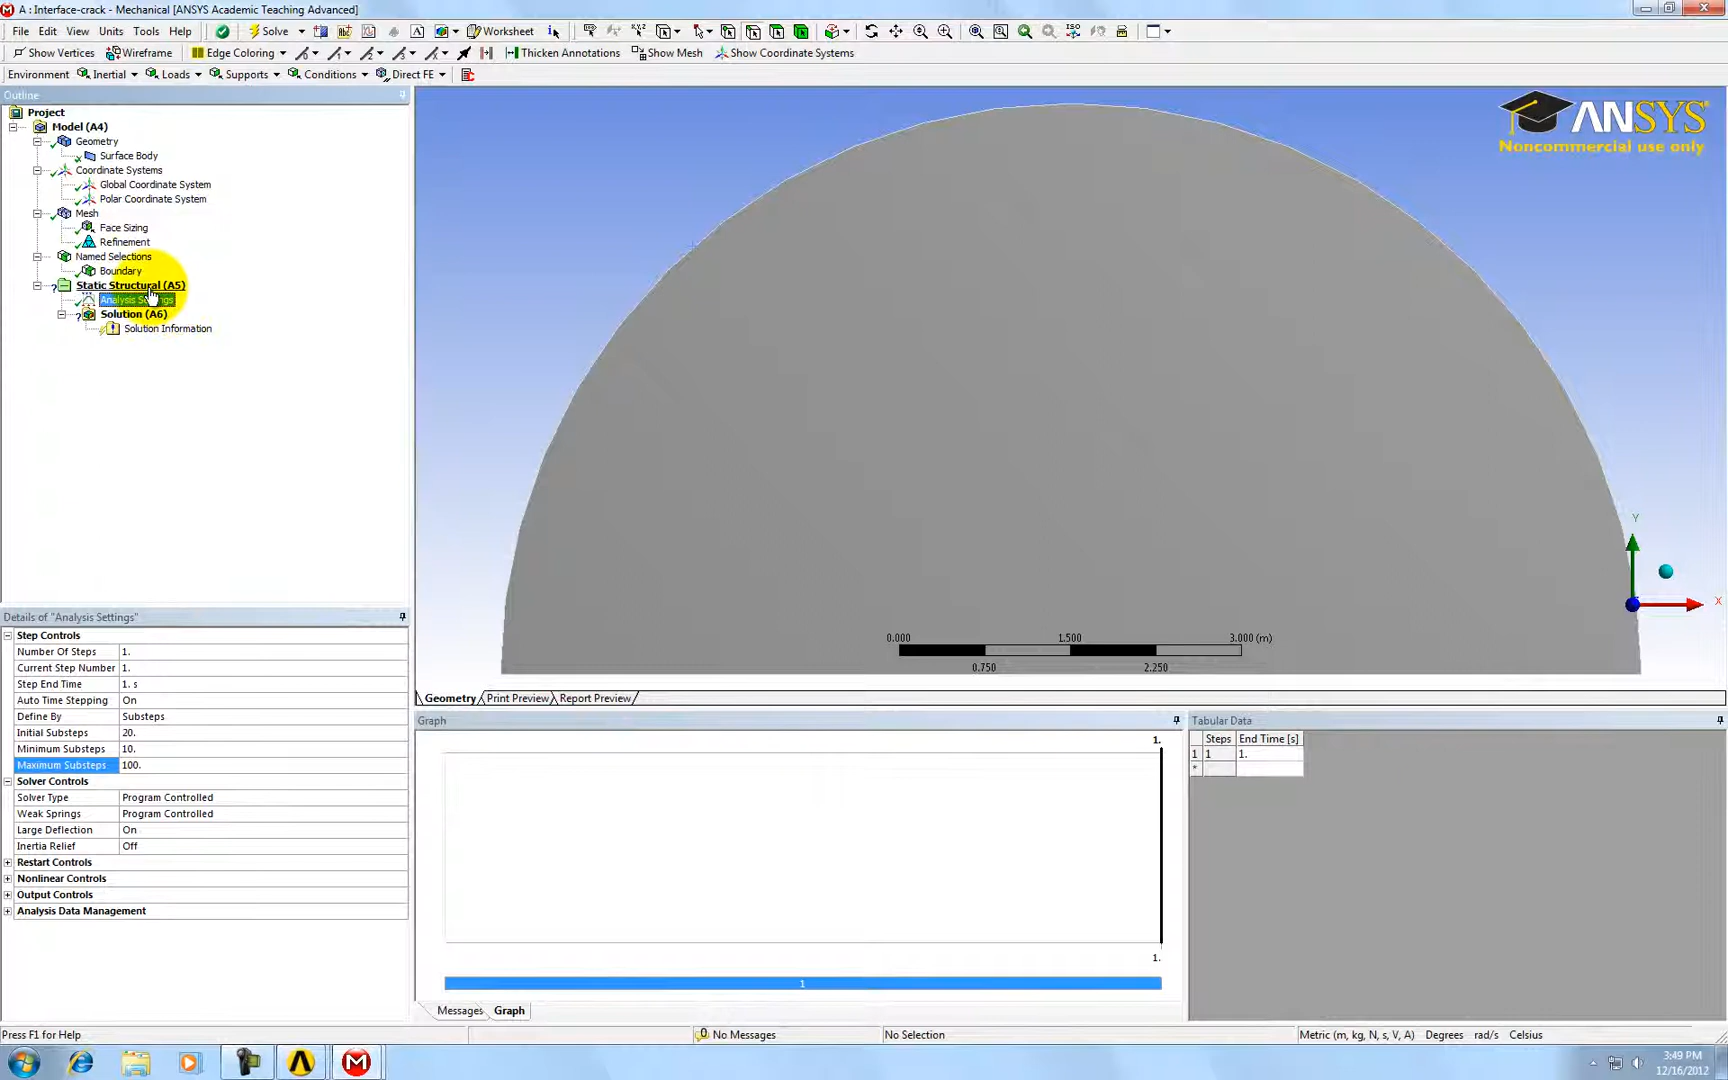 A : Interface-crack - Mechanical [ANSYS Academic Teaching Advanced]
File Edit View Units Tools Help Solve Worksheet
Show Vertices Wireframe Edge Coloring Thicken Annotations Show Mesh Show Coordinate Systems
Environment Inertial Loads Supports Conditions Direct FE
Outline
Project
Model (A4)
Geometry
Surface Body
Coordinate Systems
Global Coordinate System
Polar Coordinate System
Mesh
Face Sizing
Refinement
Named Selections
Boundary
Static Structural (A5)
Analysis Settings
Solution (A6)
Solution Information
ANSYS
Noncommercial use only
Y
X
0.000 1.500 3.000 (m)
0.750 2.250
Geometry Print Preview Report Preview
Details of "Analysis Settings"
Step Controls
Number Of Steps 1.
Current Step Number 1.
Step End Time 1. s
Auto Time Stepping On
Define By Substeps
Initial Substeps 20.
Minimum Substeps 10.
Maximum Substeps 100.
Solver Controls
Solver Type Program Controlled
Weak Springs Program Controlled
Large Deflection On
Inertia Relief Off
Restart Controls
Nonlinear Controls
Output Controls
Analysis Data Management
Graph
1.
1.
1
Messages Graph
Tabular Data
Steps End Time [s]
1 1 1.
*
Press F1 for Help No Messages No Selection Metric (m, kg, N, s, V, A) Degrees rad/s Celsius
3:49 PM
12/16/2012